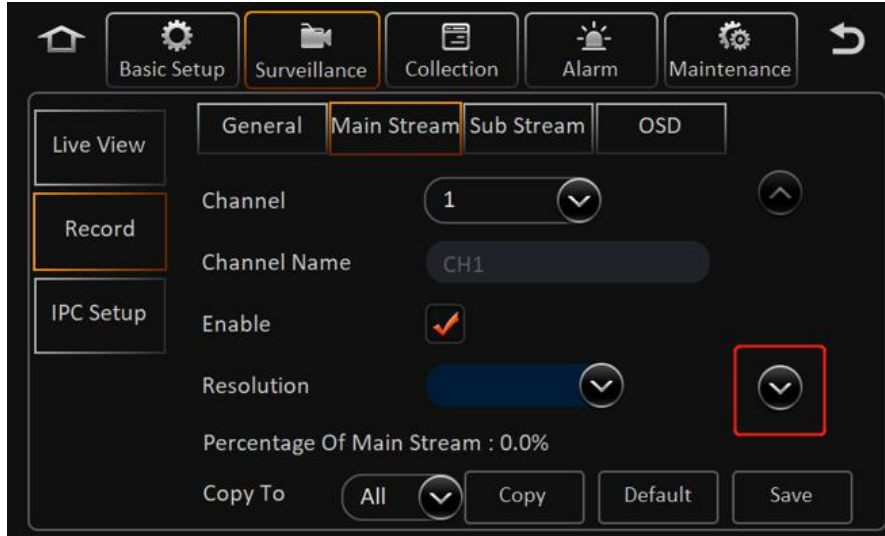 Basic Setup Surveillance Collection Alarm Maintenance
General Main Stream Sub Stream OSD
Live View
Record
IPC Setup
Channel 1
Channel Name CH1
Enable
Resolution
Percentage Of Main Stream : 0.0%
Copy To All Copy Default Save